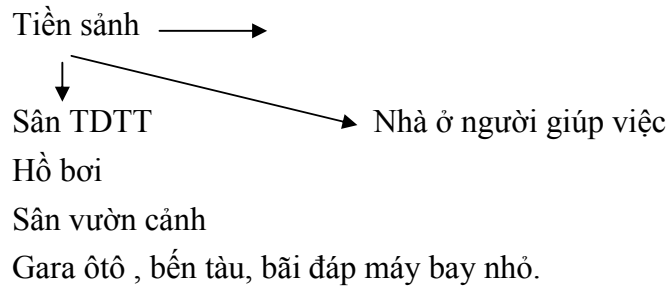 Tiền sảnh
Sân TDTT Nhà ở người giúp việc
Hồ bơi
Sân vườn cảnh
Gara ôtô , bến tàu, bãi đáp máy bay nhỏ.